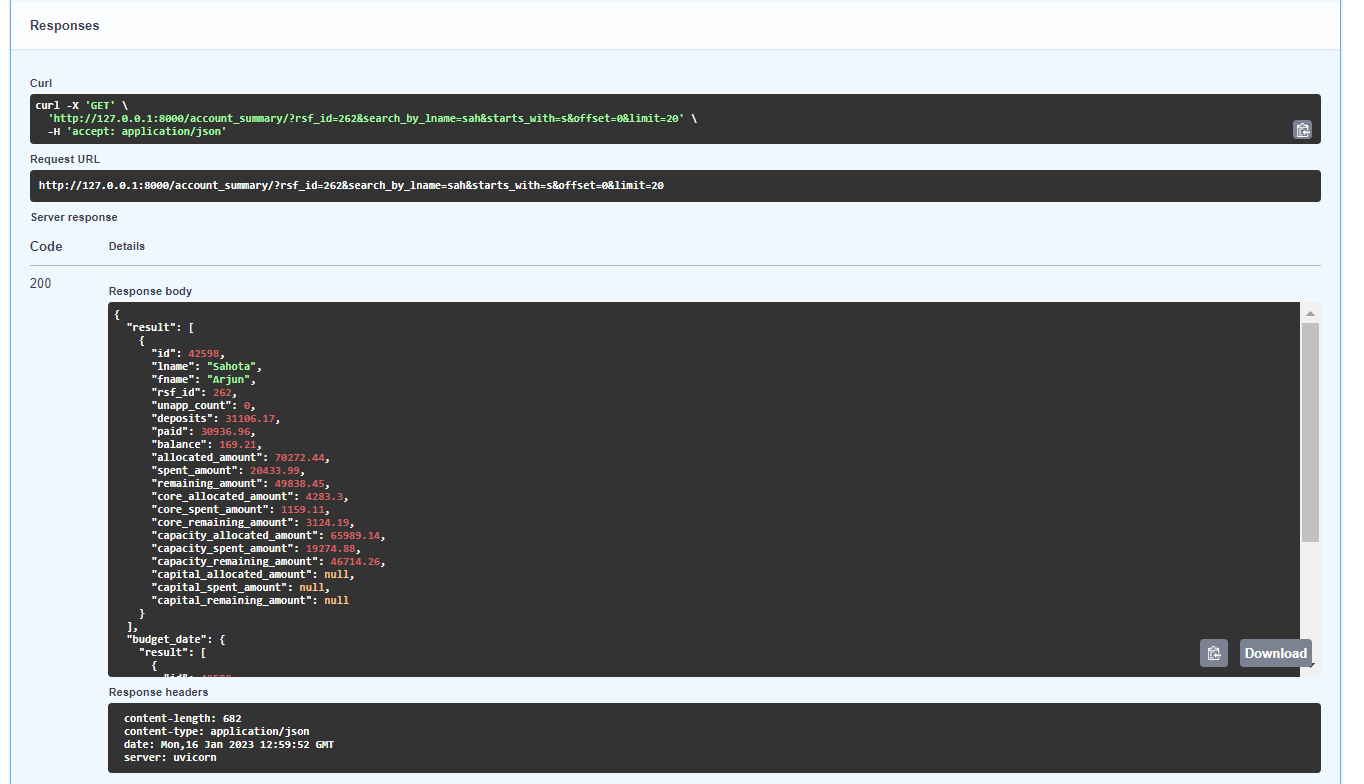 Responses
Curl
curl -X 'GET' \
  'http://127.0.0.1:8000/account_summary/?rsf_id=262&search_by_lname=sah&starts_with=s&offset=0&limit=20' \
  -H 'accept: application/json'
Request URL
http://127.0.0.1:8000/account_summary/?rsf_id=262&search_by_lname=sah&starts_with=s&offset=0&limit=20
Server response
Code Details
200
Response body
{
  "result": [
    {
      "id": 42598,
      "lname": "Sahota",
      "fname": "Arjun",
      "rsf_id": 262,
      "unapp_count": 0,
      "deposits": 31106.17,
      "paid": 30936.96,
      "balance": 169.21,
      "allocated_amount": 70272.44,
      "spent_amount": 20433.99,
      "remaining_amount": 49838.45,
      "core_allocated_amount": 4283.3,
      "core_spent_amount": 1159.11,
      "core_remaining_amount": 3124.19,
      "capacity_allocated_amount": 65989.14,
      "capacity_spent_amount": 19274.88,
      "capacity_remaining_amount": 46714.26,
      "capital_allocated_amount": null,
      "capital_spent_amount": null,
      "capital_remaining_amount": null
    }
  ],
  "budget_date": {
    "result": [
      {
Download
Response headers
content-length: 682
content-type: application/json
date: Mon,16 Jan 2023 12:59:52 GMT
server: uvicorn